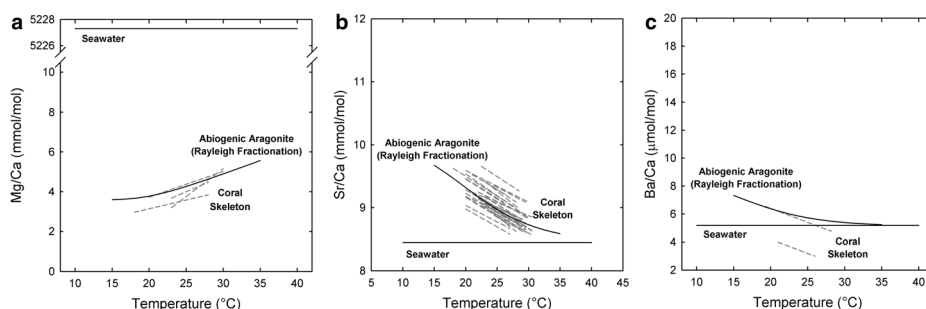 a
5228
5226
Seawater
10
8
6
4
2
0
Mg/Ca (mmol/mol)
Abiogenic Aragonite
(Rayleigh Fractionation)
Coral
Skeleton
10 15 20 25 30 35 40
Temperature (°C)
b
12
11
10
9
8
Sr/Ca (mmol/mol)
Abiogenic Aragonite
(Rayleigh Fractionation)
Coral
Skeleton
Seawater
5 10 15 20 25 30 35 40 45
Temperature (°C)
c
20
18
16
14
12
10
8
6
4
2
Ba/Ca (μmol/mol)
Abiogenic Aragonite
(Rayleigh Fractionation)
Seawater
Coral
Skeleton
10 15 20 25 30 35 40
Temperature (°C)